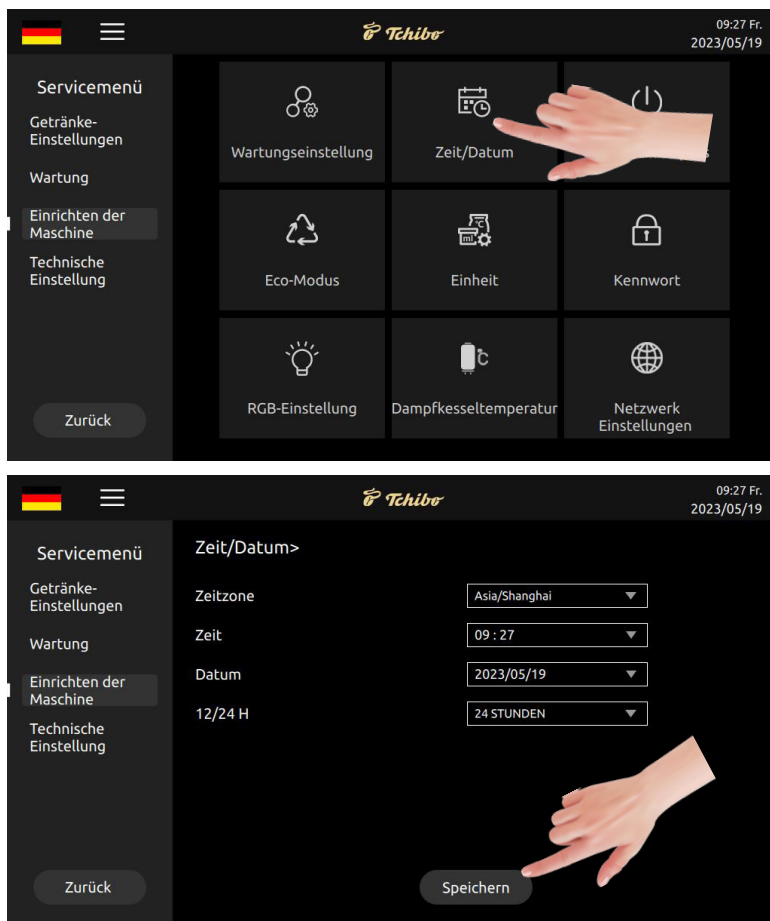 Tchibo
09:27 Fr.
2023/05/19
Servicemenü
Getränke-
Einstellungen
Wartung
Einrichten der
Maschine
Technische
Einstellung
Zurück
Wartungseinstellung
Zeit/Datum
Eco-Modus
Einheit
Kennwort
RGB-Einstellung
Dampfkesseltemperatur
Netzwerk
Einstellungen
Tchibo
09:27 Fr.
2023/05/19
Servicemenü
Getränke-
Einstellungen
Wartung
Einrichten der
Maschine
Technische
Einstellung
Zurück
Zeit/Datum>
Zeitzone
Asia/Shanghai
Zeit
09 : 27
Datum
2023/05/19
12/24 H
24 STUNDEN
Speichern